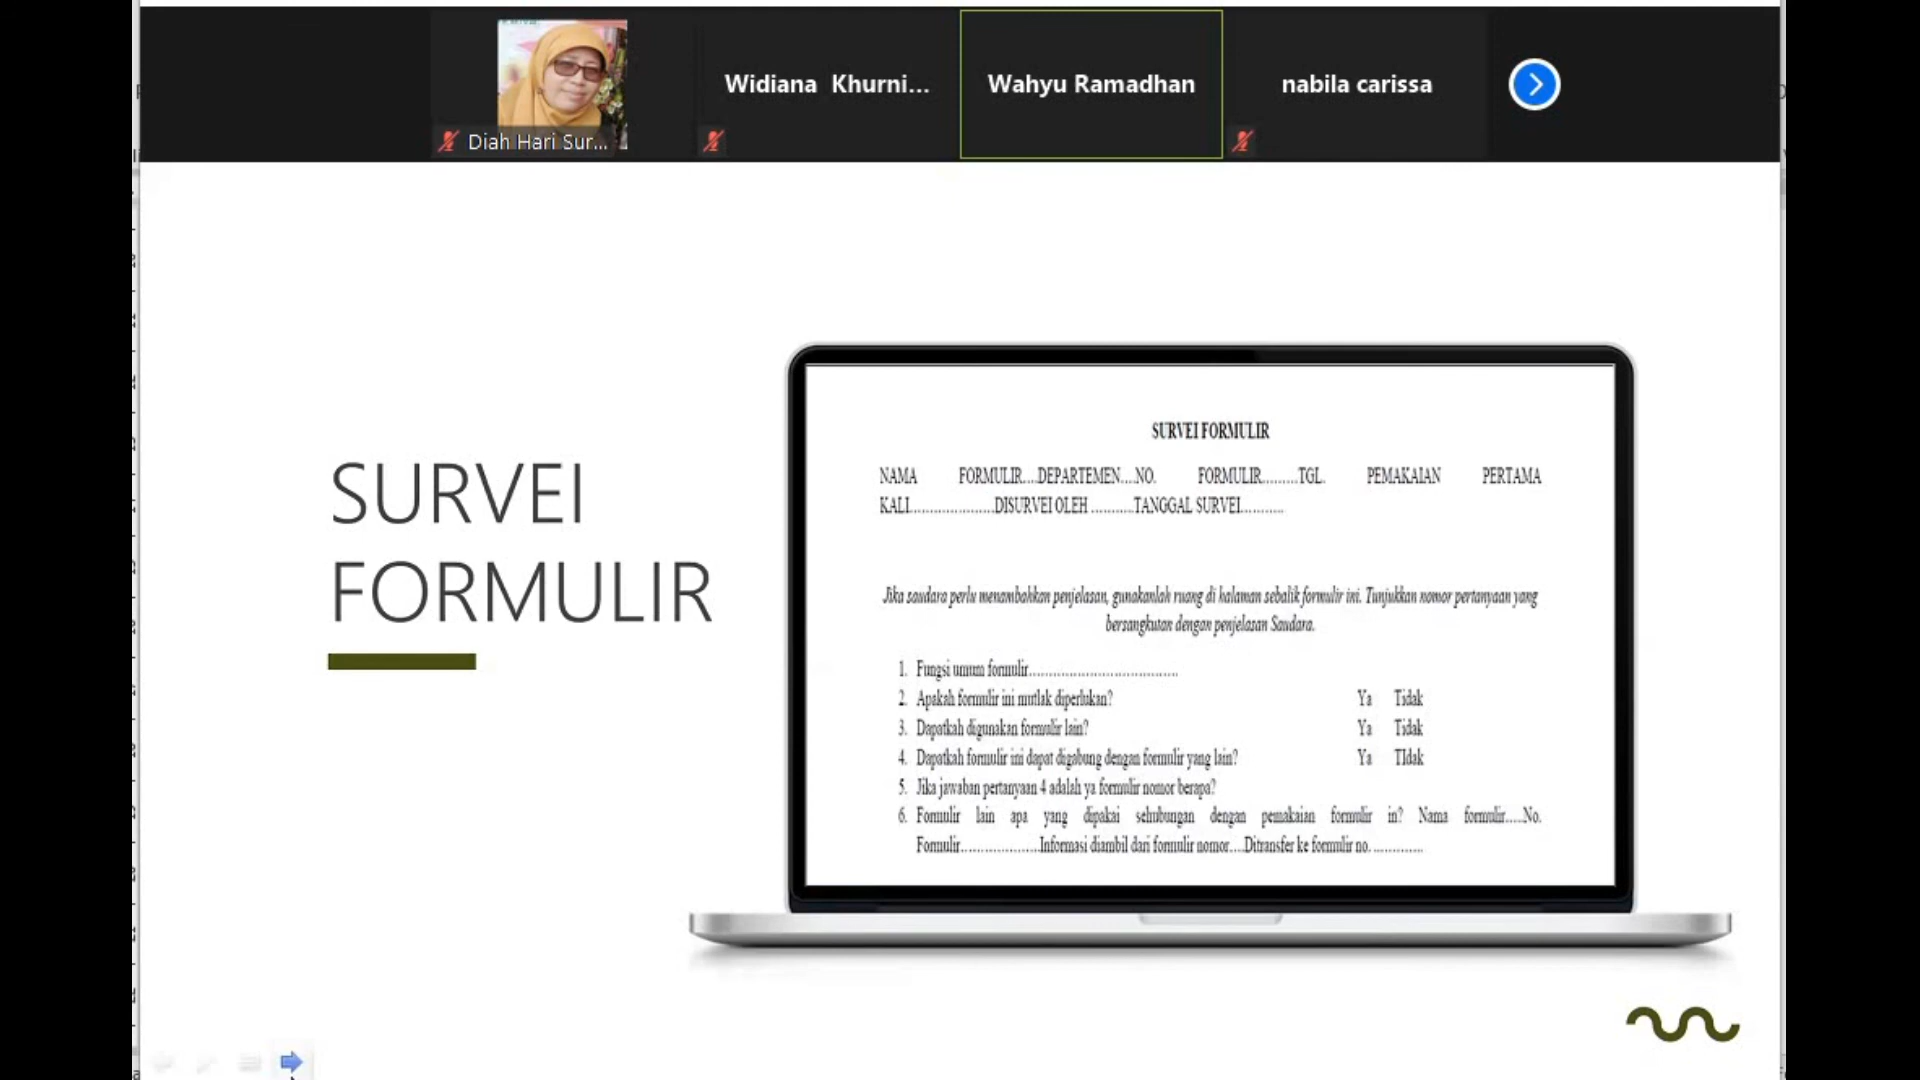 Diah Hari Sur...
Widiana Khurni...
Wahyu Ramadhan
nabila carissa
SURVEI
FORMULIR
SURVEI FORMULIR
NAMA FORMULIR....DEPARTEMEN....NO. FORMULIR.........TGL. PEMAKAIAN PERTAMA
KALI.....................DISURVEI OLEH ...........TANGGAL SURVEI...........
Jika saudara perlu menambahkan penjelasan, gunakanlah ruang di halaman sebalik formulir ini. Tunjukkan nomor pertanyaan yang
bersangkutan dengan penjelasan Saudara.
1. Fungsi umum formulir.....................................
2. Apakah formulir ini mutlak diperlukan? Ya Tidak
3. Dapatkah digunakan formulir lain? Ya Tidak
4. Dapatkah formulir ini dapat digabung dengan formulir yang lain? Ya TIdak
5. Jika jawaban pertanyaan 4 adalah ya formulir nomor berapa?
6. Formulir lain apa yang dipakai sehubungan dengan pemakaian formulir in? Nama formulir.....No.
Formulir....................Informasi diambil dari formulir nomor....Ditransfer ke formulir no. ............